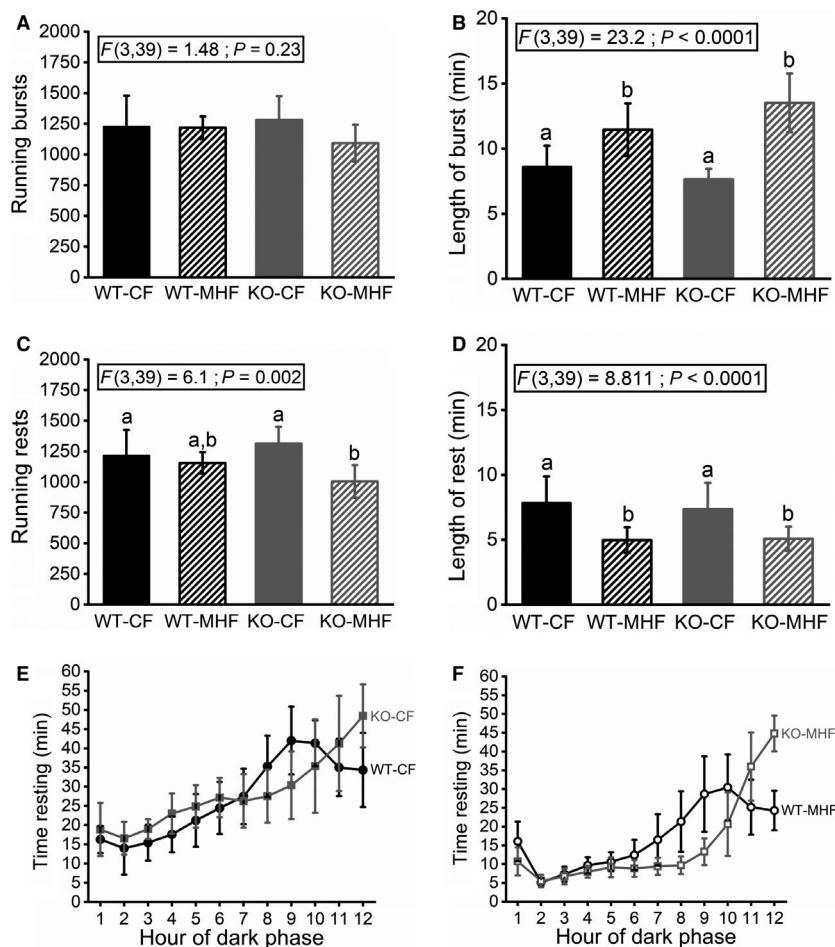 A
F(3,39) = 1.48 ; P = 0.23
Running bursts
2000
1750
1500
1250
1000
750
500
250
0
WT-CF WT-MHF KO-CF KO-MHF
B
F(3,39) = 23.2 ; P < 0.0001
Length of burst (min)
20
15
10
5
0
a b a b
WT-CF WT-MHF KO-CF KO-MHF
C
F(3,39) = 6.1 ; P = 0.002
Running rests
2000
1750
1500
1250
1000
750
500
250
0
a a,b a b
WT-CF WT-MHF KO-CF KO-MHF
D
F(3,39) = 8.811 ; P < 0.0001
Length of rest (min)
20
15
10
5
0
a b a b
WT-CF WT-MHF KO-CF KO-MHF
E
Time resting (min)
60
55
50
45
40
35
30
25
20
15
10
5
0
KO-CF
WT-CF
1 2 3 4 5 6 7 8 9 10 11 12
Hour of dark phase
F
Time resting (min)
60
55
50
45
40
35
30
25
20
15
10
5
0
KO-MHF
WT-MHF
1 2 3 4 5 6 7 8 9 10 11 12
Hour of dark phase